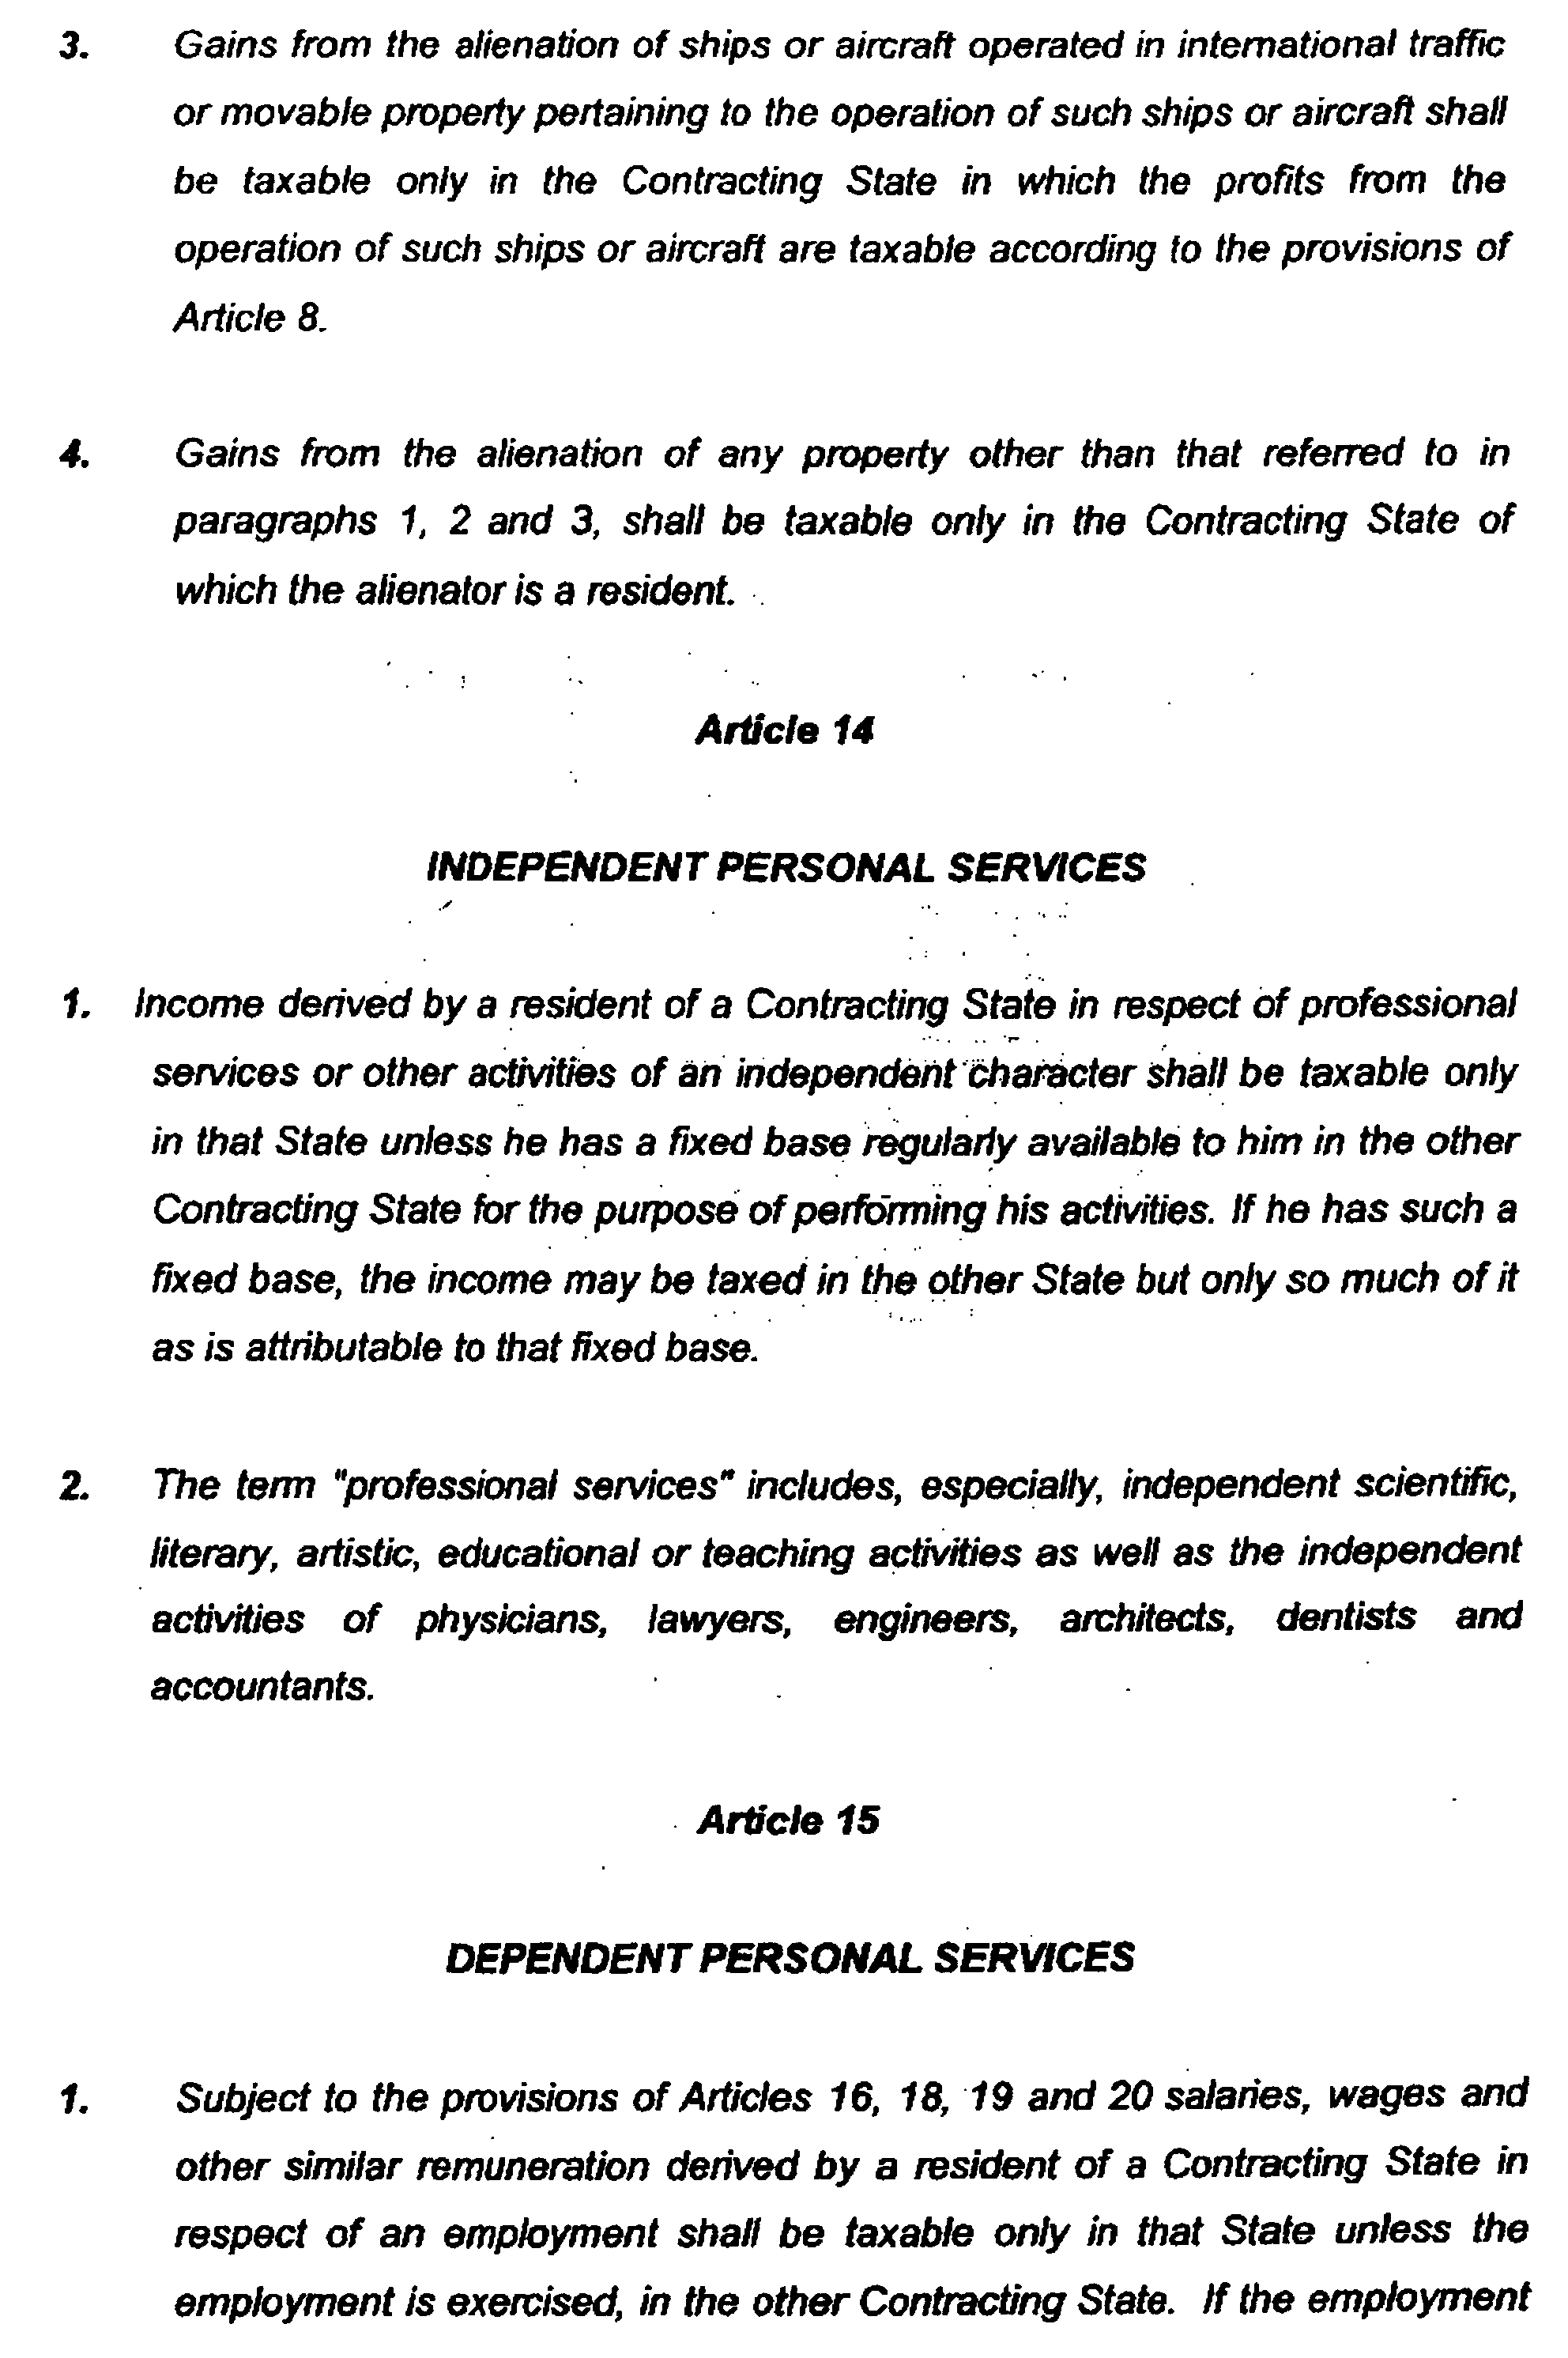 3. Gains from the alienation of ships or aircraft operated in international traffic
or movable property pertaining to the operation of such ships or aircraft shall
be taxable only in the Contracting State in which the profits from the
operation of such ships or aircraft are taxable according to the provisions of
Article 8.
4. Gains from the alienation of any property other than that referred to in
paragraphs 1, 2 and 3, shall be taxable only in the Contracting State of
which the alienator is a resident.
Article 14
INDEPENDENT PERSONAL SERVICES
1. Income derived by a resident of a Contracting State in respect of professional
services or other activities of an independent character shall be taxable only
in that State unless he has a fixed base regularly available to him in the other
Contracting State for the purpose of performing his activities. If he has such a
fixed base, the income may be taxed in the other State but only so much of it
as is attributable to that fixed base.
2. The term "professional services" includes, especially, independent scientific,
literary, artistic, educational or teaching activities as well as the independent
activities of physicians, lawyers, engineers, architects, dentists and
accountants.
Article 15
DEPENDENT PERSONAL SERVICES
1. Subject to the provisions of Articles 16, 18, 19 and 20 salaries, wages and
other similar remuneration derived by a resident of a Contracting State in
respect of an employment shall be taxable only in that State unless the
employment is exercised, in the other Contracting State. If the employment